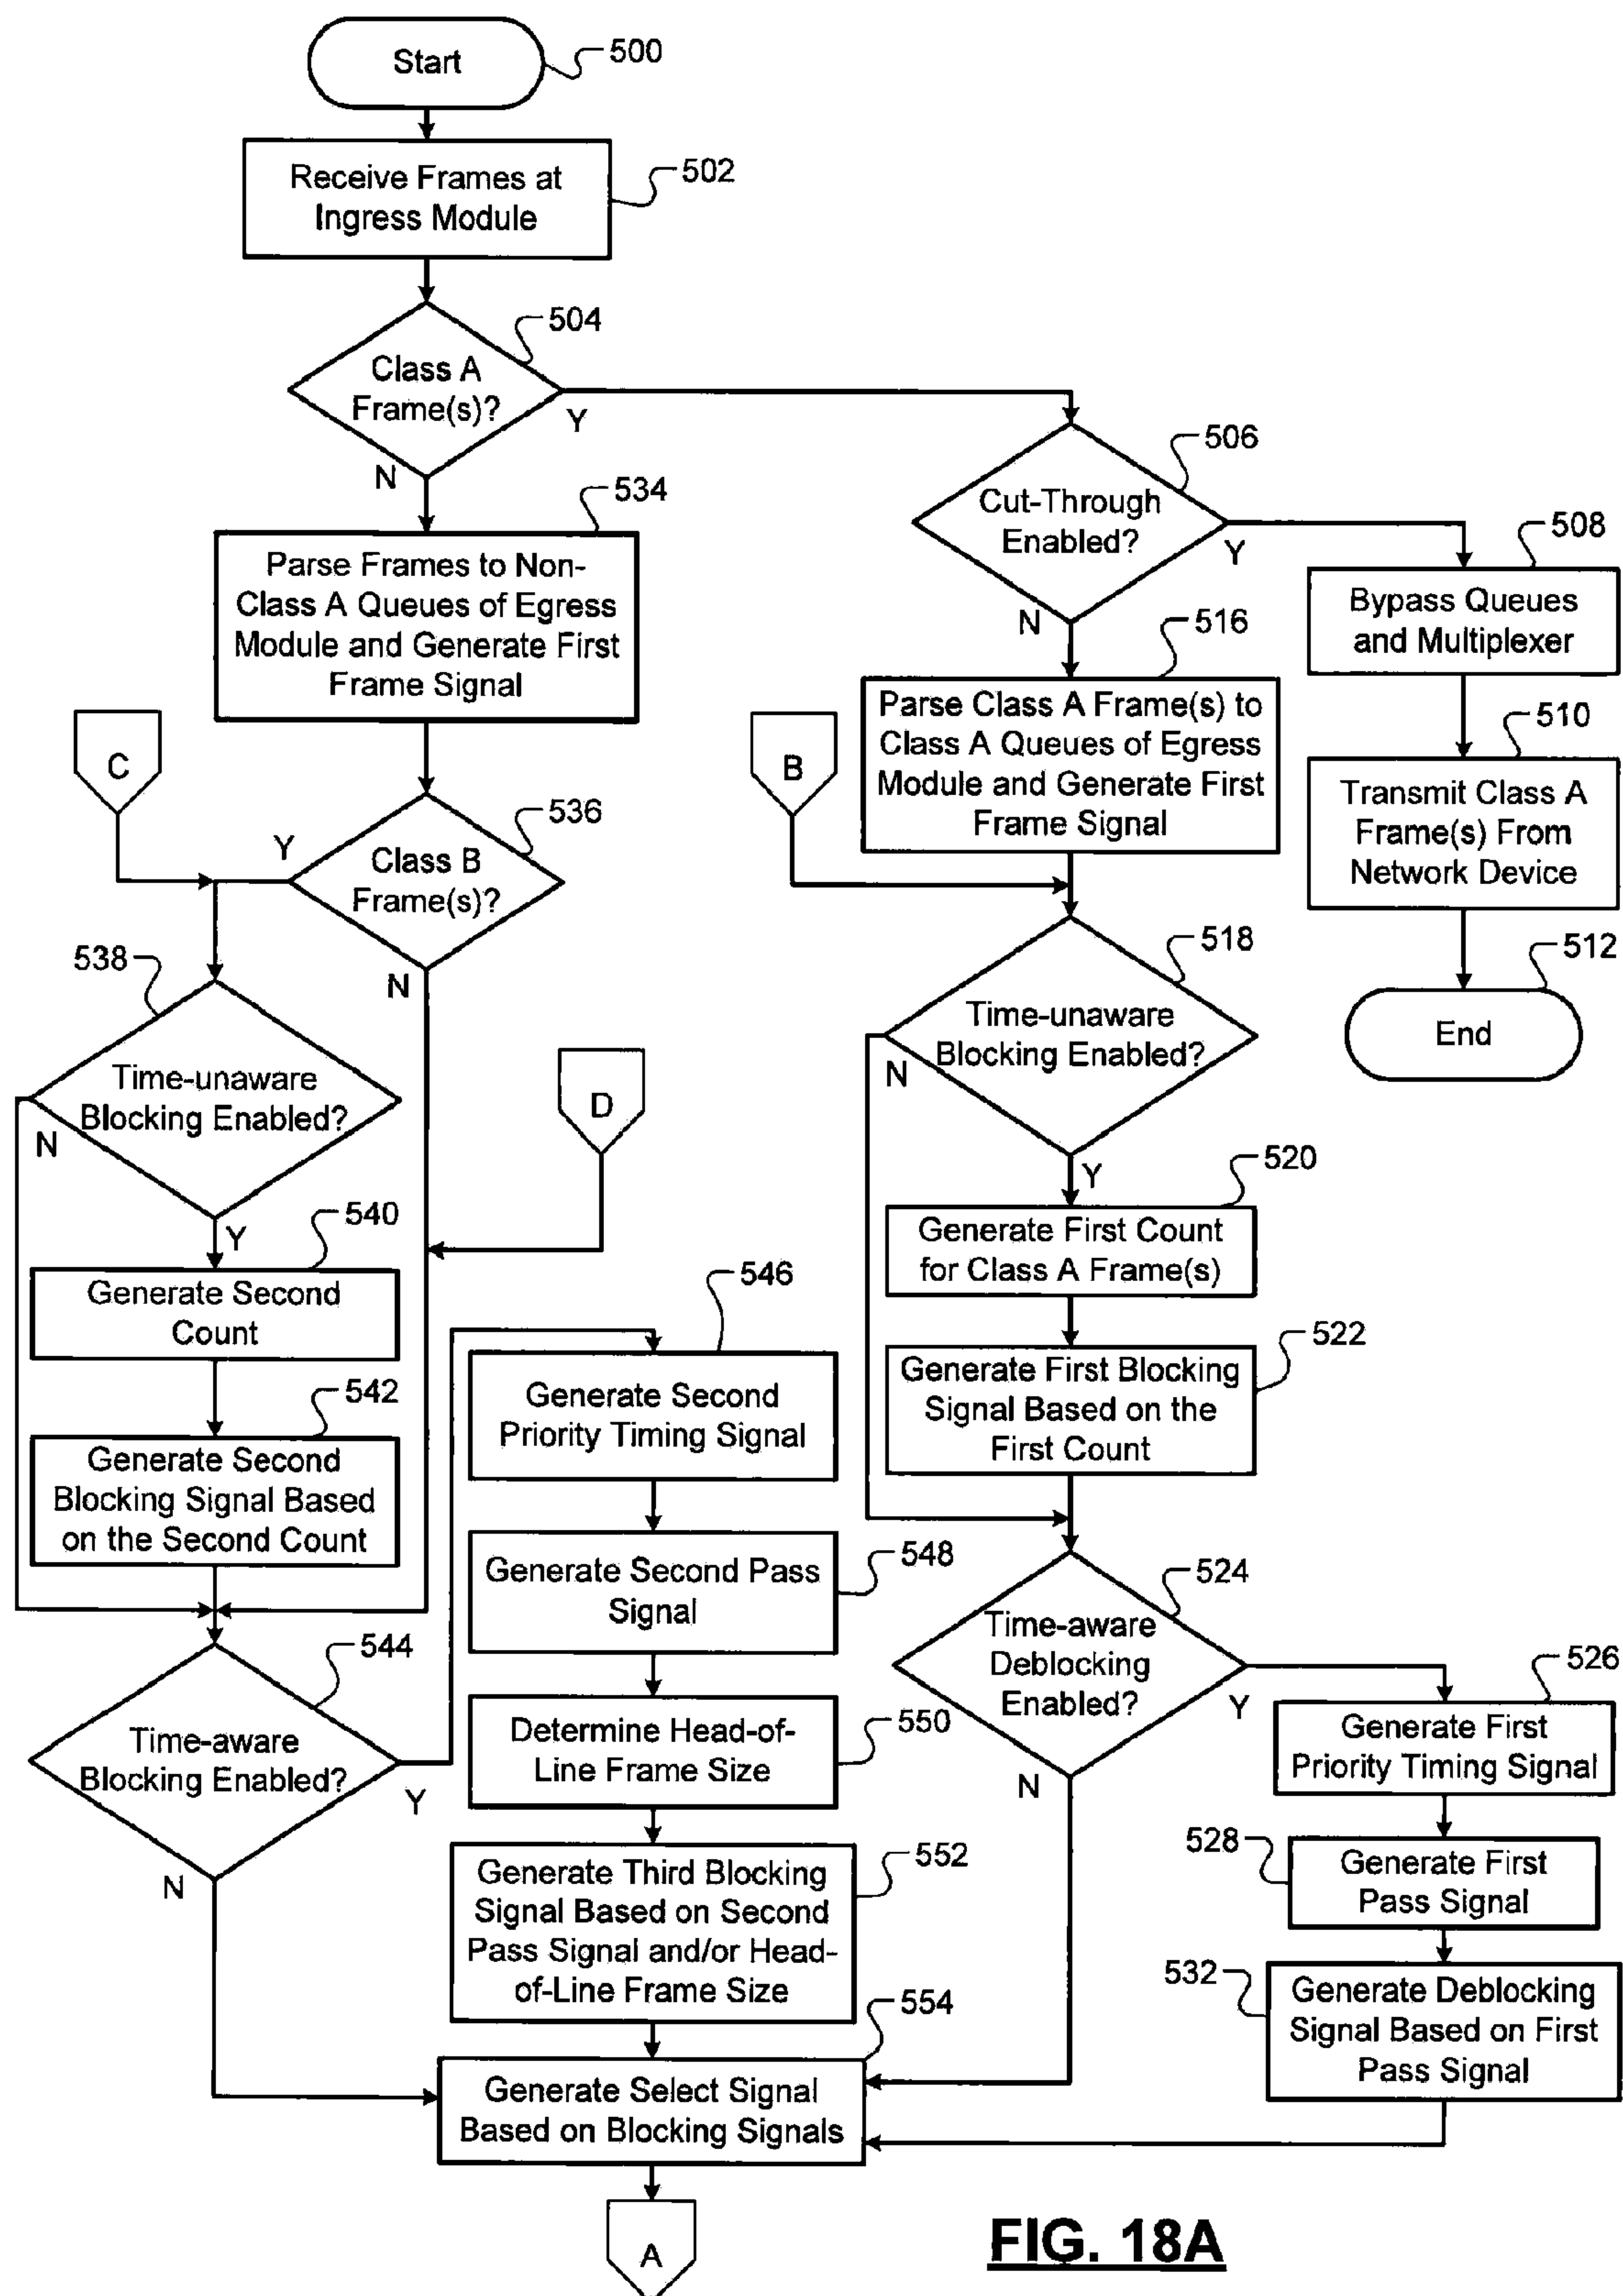 Start
500
Receive Frames at
Ingress Module
502
Class A
Frame(s)?
504
Y
N
Cut-Through
Enabled?
506
Y
N
Bypass Queues
and Multiplexer
508
Transmit Class A
Frame(s) From
Network Device
510
End
512
Parse Frames to Non-
Class A Queues of Egress
Module and Generate First
Frame Signal
534
Parse Class A Frame(s) to
Class A Queues of Egress
Module and Generate First
Frame Signal
516
C
B
Class B
Frame(s)?
536
Y
N
Time-unaware
Blocking Enabled?
518
N
Y
Time-unaware
Blocking Enabled?
538
N
Y
D
Generate First Count
for Class A Frame(s)
520
Generate Second
Count
540
Generate First Blocking
Signal Based on the
First Count
522
Generate Second
Blocking Signal Based
on the Second Count
542
Generate Second
Priority Timing Signal
546
Generate Second Pass
Signal
548
Determine Head-of-
Line Frame Size
550
Generate Third Blocking
Signal Based on Second
Pass Signal and/or Head-
of-Line Frame Size
552
Time-aware
Blocking Enabled?
544
Y
N
Time-aware
Deblocking
Enabled?
524
Y
N
Generate First
Priority Timing Signal
526
Generate First
Pass Signal
528
Generate Deblocking
Signal Based on First
Pass Signal
532
Generate Select Signal
Based on Blocking Signals
554
A
FIG. 18A